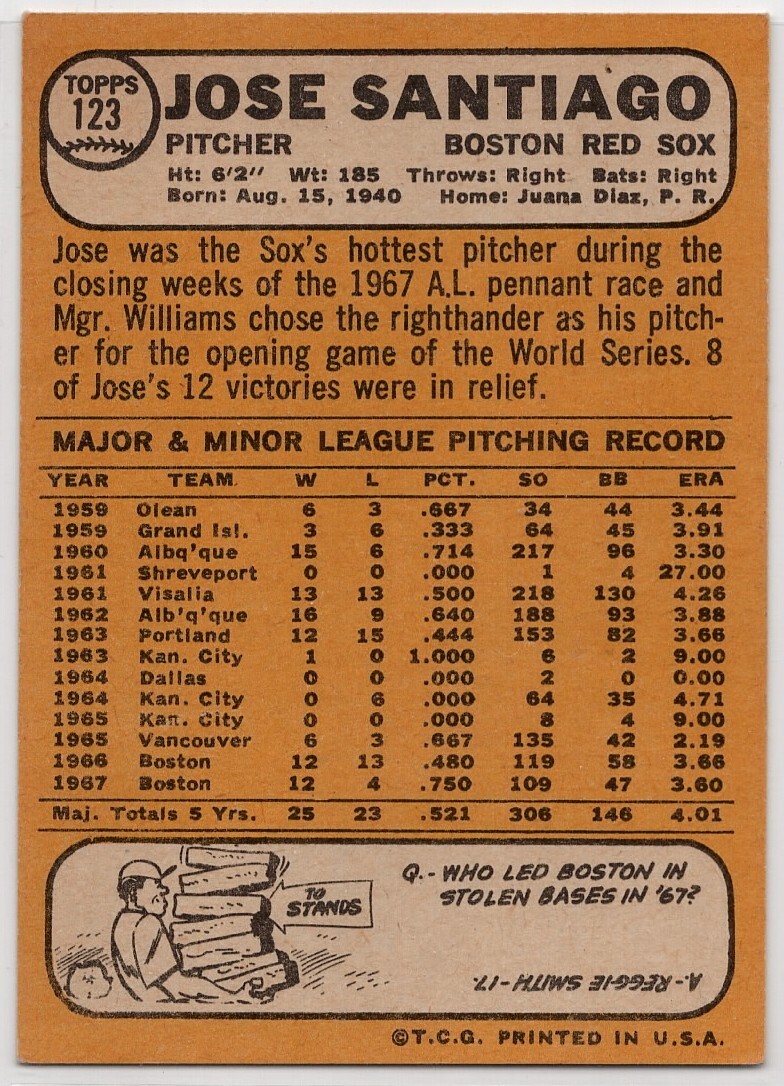 TOPPS
123
JOSE SANTIAGO
PITCHER BOSTON RED SOX
Ht: 6'2" Wt: 185 Throws: Right Bats: Right
Born: Aug. 15, 1940 Home: Juana Diaz, P. R.
Jose was the Sox's hottest pitcher during the
closing weeks of the 1967 A.L. pennant race and
Mgr. Williams chose the righthander as his pitch-
er for the opening game of the World Series. 8
of Jose's 12 victories were in relief.
MAJOR & MINOR LEAGUE PITCHING RECORD
YEAR TEAM W L PCT. SO BB ERA
1959 Olean 6 3 .667 34 44 3.44
1959 Grand Isl. 3 6 .333 64 45 3.91
1960 Albq'que 15 6 .714 217 96 3.30
1961 Shreveport 0 0 .000 1 4 27.00
1961 Visalia 13 13 .500 218 130 4.26
1962 Alb'q'que 16 9 .640 188 93 3.88
1963 Portland 12 15 .444 153 82 3.66
1963 Kan. City 1 0 1.000 6 2 9.00
1964 Dallas 0 0 .000 2 0 0.00
1964 Kan. City 0 6 .000 64 35 4.71
1965 Kan. City 0 0 .000 8 4 9.00
1965 Vancouver 6 3 .667 135 42 2.19
1966 Boston 12 13 .480 119 58 3.66
1967 Boston 12 4 .750 109 47 3.60
Maj. Totals 5 Yrs. 25 23 .521 306 146 4.01
TO
STANDS
Q.- WHO LED BOSTON IN
STOLEN BASES IN '67?
A.- REGGIE SMITH - 17.
©T.C.G. PRINTED IN U.S.A.